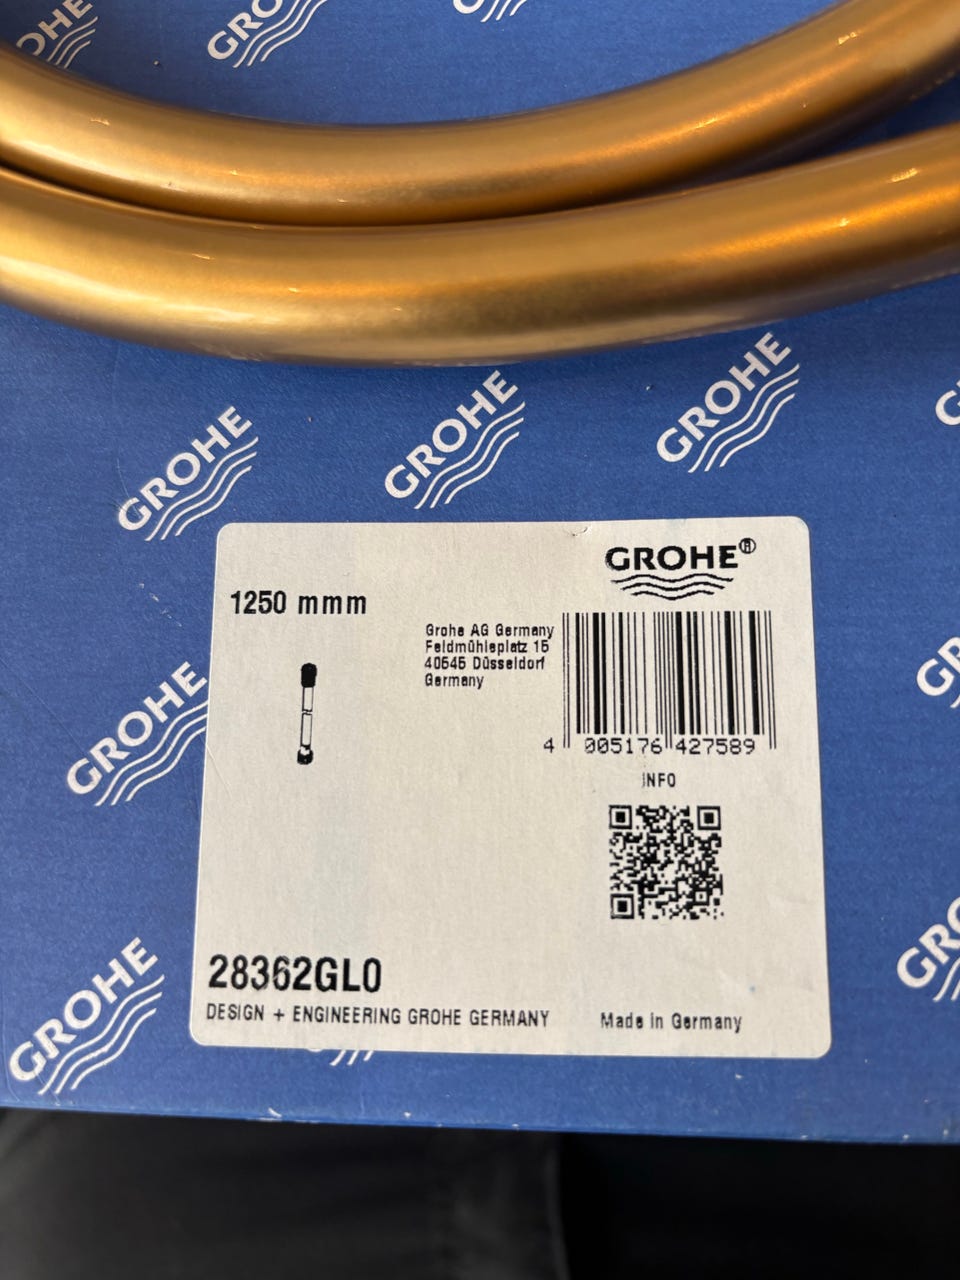 GROHE
GROHE
GROHE
GROHE
GROHE
GROHE®
1250 mmm
Grohe AG Germany
Feldmühleplatz 15
40545 Düsseldorf
Germany
4 005176 427589
INFO
GROHE
28362GL0
DESIGN + ENGINEERING GROHE GERMANY
Made in Germany
GROHE